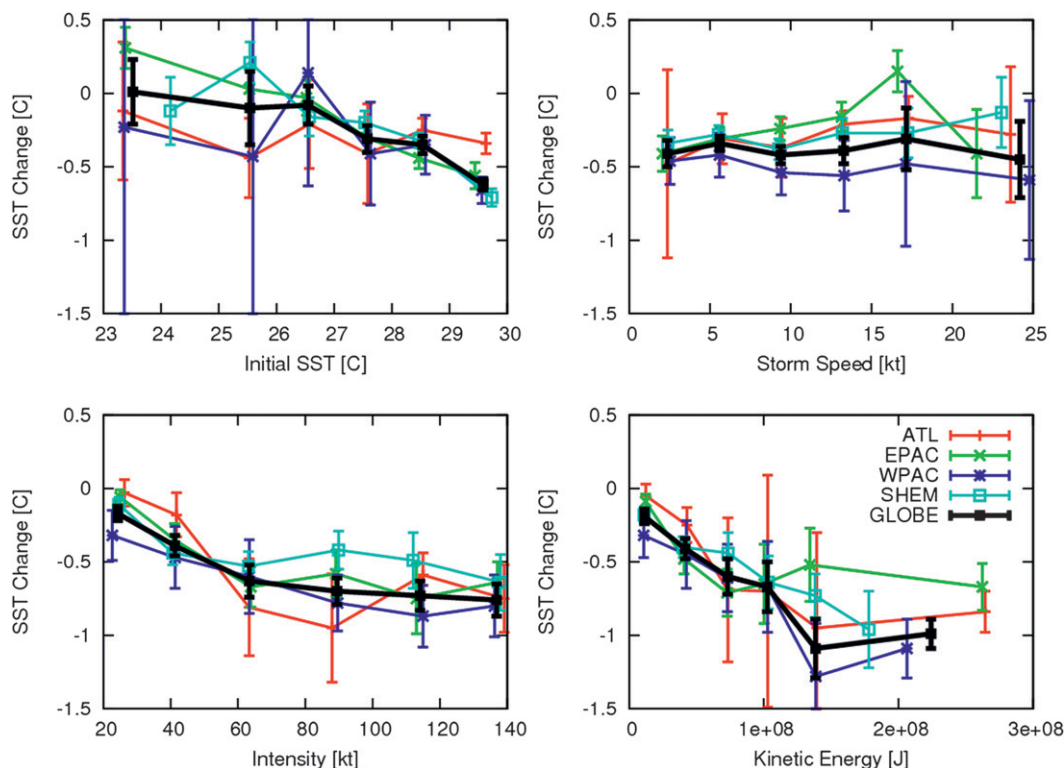 0.5
0
-0.5
-1
-1.5
SST Change [C]
23 24 25 26 27 28 29 30
Initial SST [C]
0.5
0
-0.5
-1
-1.5
SST Change [C]
0 5 10 15 20 25
Storm Speed [kt]
0.5
0
-0.5
-1
-1.5
SST Change [C]
20 40 60 80 100 120 140
Intensity [kt]
0.5
0
-0.5
-1
-1.5
SST Change [C]
ATL
EPAC
WPAC
SHEM
GLOBE
0 1e+08 2e+08 3e+08
Kinetic Energy [J]